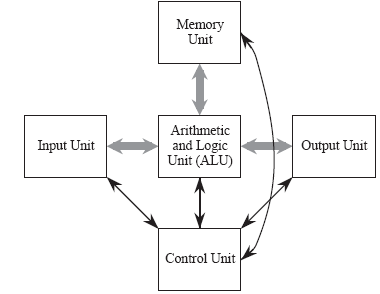 Memory
Unit
Input Unit
Arithmetic
and Logic
Unit (ALU)
Output Unit
Control Unit